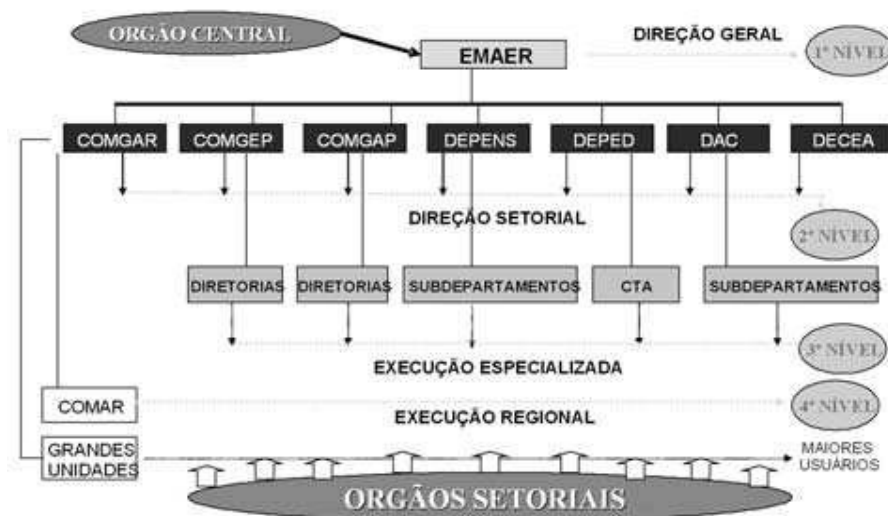 ORGÃO CENTRAL
EMAER
DIREÇÃO GERAL
1º NÍVEL
COMGAR
COMGEP
COMGAP
DEPENS
DEPED
DAC
DECEA
DIREÇÃO SETORIAL
2º NÍVEL
DIRETORIAS
DIRETORIAS
SUBDEPARTAMENTOS
CTA
SUBDEPARTAMENTOS
3º NÍVEL
EXECUÇÃO ESPECIALIZADA
COMAR
EXECUÇÃO REGIONAL
4º NÍVEL
GRANDES
UNIDADES
MAIORES
USUÁRIOS
ORGÃOS SETORIAIS